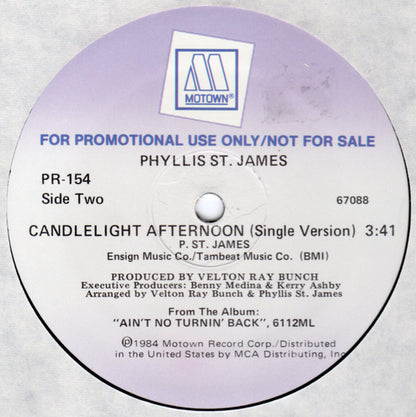 MOTOWN®
FOR PROMOTIONAL USE ONLY/NOT FOR SALE
PHYLLIS ST. JAMES
PR-154
Side Two 67088
CANDLELIGHT AFTERNOON (Single Version) 3:41
P. ST. JAMES
Ensign Music Co./Tambeat Music Co. (BMI)
PRODUCED BY VELTON RAY BUNCH
Executive Producers: Benny Medina & Kerry Ashby
Arranged by Velton Ray Bunch & Phyllis St. James
From The Album:
"AIN'T NO TURNIN' BACK", 6112ML
℗1984 Motown Record Corp./Distributed
in the United States by MCA Distributing, Inc